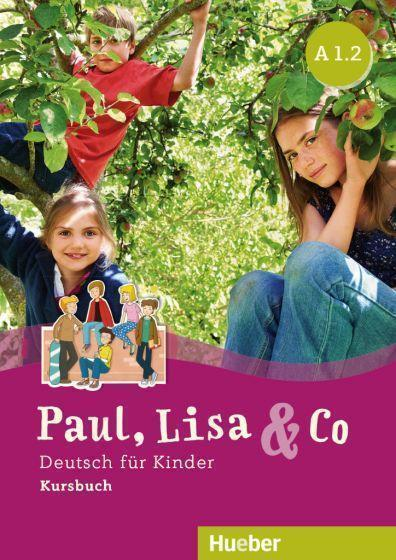 A 1.2
Paul, Lisa & Co
Deutsch für Kinder
Kursbuch
Hueber